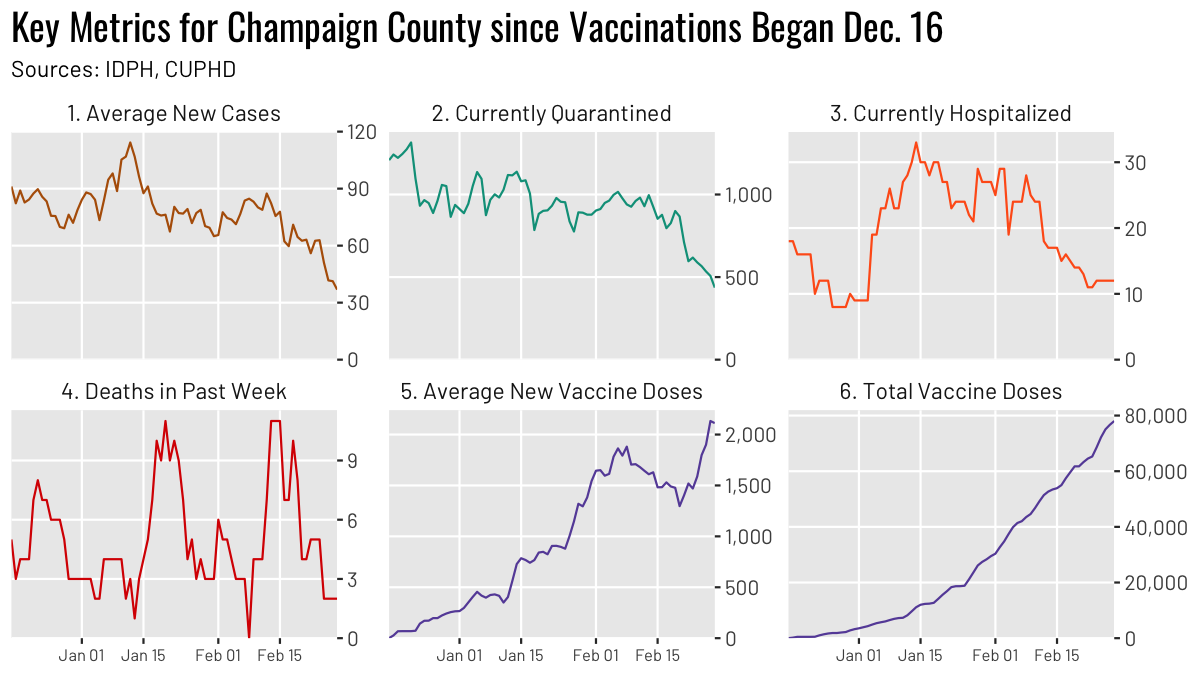 Key Metrics for Champaign County since Vaccinations Began Dec. 16
Sources: IDPH, CUPHD
1. Average New Cases
120
90
60
30
0
2. Currently Quarantined
1,000
500
0
3. Currently Hospitalized
30
20
10
0
4. Deaths in Past Week
9
6
3
0
Jan 01 Jan 15 Feb 01 Feb 15
5. Average New Vaccine Doses
2,000
1,500
1,000
500
0
Jan 01 Jan 15 Feb 01 Feb 15
6. Total Vaccine Doses
80,000
60,000
40,000
20,000
0
Jan 01 Jan 15 Feb 01 Feb 15